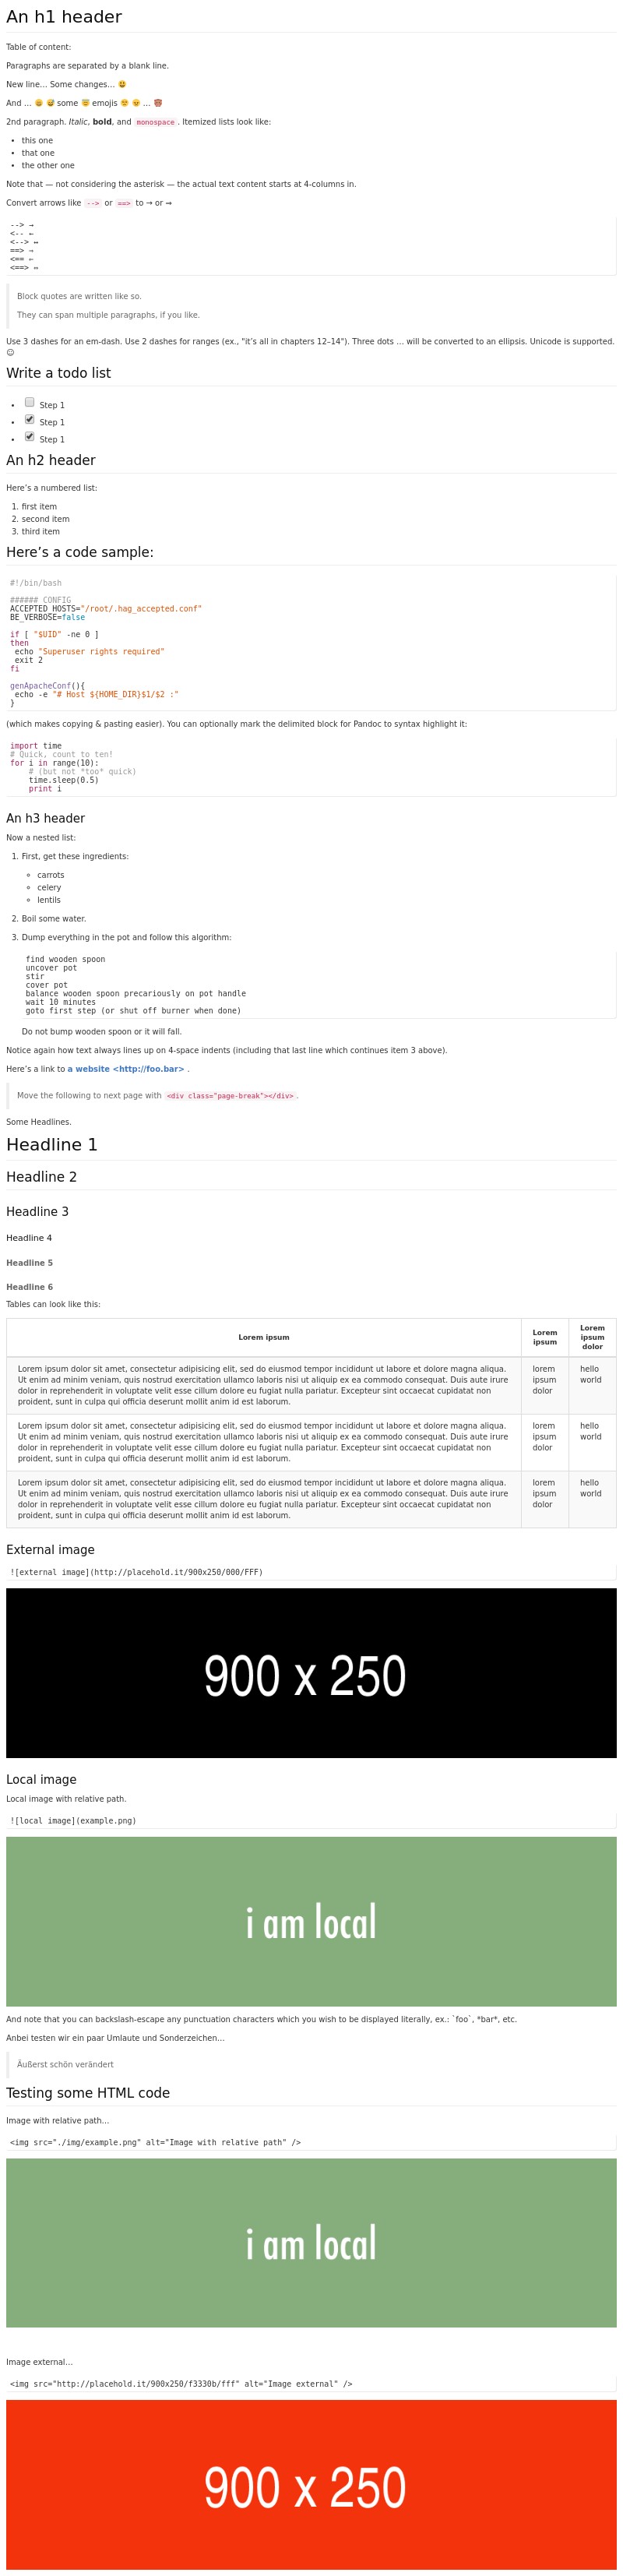 An h1 header
Table of content:
Paragraphs are separated by a blank line.
New line… Some changes… 😃
And … 😄 😅 some 😇 emojis 😏 😠 … 👹
2nd paragraph. Italic, bold, and monospace. Itemized lists look like:
• this one
• that one
• the other one
Note that — not considering the asterisk — the actual text content starts at 4-columns in.
Convert arrows like --> or ==> to → or ⇒
--> →
<-- ←
<--> ↔
==> ⇒
<== ⇐
<==> ⇔
Block quotes are written like so.
They can span multiple paragraphs, if you like.
Use 3 dashes for an em-dash. Use 2 dashes for ranges (ex., "it’s all in chapters 12–14"). Three dots … will be converted to an ellipsis. Unicode is supported.
☺
Write a todo list
• ☐ Step 1
• ☑ Step 1
• ☑ Step 1
An h2 header
Here’s a numbered list:
1. first item
2. second item
3. third item
Here’s a code sample:
#!/bin/bash
###### CONFIG
ACCEPTED_HOSTS="/root/.hag_accepted.conf"
BE_VERBOSE=false
if [ "$UID" -ne 0 ]
then
 echo "Superuser rights required"
 exit 2
fi
genApacheConf(){
 echo -e "# Host ${HOME_DIR}$1/$2 :"
}
(which makes copying & pasting easier). You can optionally mark the delimited block for Pandoc to syntax highlight it:
import time
# Quick, count to ten!
for i in range(10):
    # (but not *too* quick)
    time.sleep(0.5)
    print i
An h3 header
Now a nested list:
1. First, get these ingredients:
◦ carrots
◦ celery
◦ lentils
2. Boil some water.
3. Dump everything in the pot and follow this algorithm:
find wooden spoon
uncover pot
stir
cover pot
balance wooden spoon precariously on pot handle
wait 10 minutes
goto first step (or shut off burner when done)
Do not bump wooden spoon or it will fall.
Notice again how text always lines up on 4-space indents (including that last line which continues item 3 above).
Here’s a link to a website <http://foo.bar> .
Move the following to next page with <div class="page-break"></div>.
Some Headlines.
Headline 1
Headline 2
Headline 3
Headline 4
Headline 5
Headline 6
Tables can look like this:
Lorem ipsum | Lorem ipsum | Lorem ipsum dolor
Lorem ipsum dolor sit amet, consectetur adipisicing elit, sed do eiusmod tempor incididunt ut labore et dolore magna aliqua. | lorem | hello
Ut enim ad minim veniam, quis nostrud exercitation ullamco laboris nisi ut aliquip ex ea commodo consequat. Duis aute irure | ipsum | world
dolor in reprehenderit in voluptate velit esse cillum dolore eu fugiat nulla pariatur. Excepteur sint occaecat cupidatat non | dolor
proident, sunt in culpa qui officia deserunt mollit anim id est laborum.
Lorem ipsum dolor sit amet, consectetur adipisicing elit, sed do eiusmod tempor incididunt ut labore et dolore magna aliqua. | lorem | hello
Ut enim ad minim veniam, quis nostrud exercitation ullamco laboris nisi ut aliquip ex ea commodo consequat. Duis aute irure | ipsum | world
dolor in reprehenderit in voluptate velit esse cillum dolore eu fugiat nulla pariatur. Excepteur sint occaecat cupidatat non | dolor
proident, sunt in culpa qui officia deserunt mollit anim id est laborum.
Lorem ipsum dolor sit amet, consectetur adipisicing elit, sed do eiusmod tempor incididunt ut labore et dolore magna aliqua. | lorem | hello
Ut enim ad minim veniam, quis nostrud exercitation ullamco laboris nisi ut aliquip ex ea commodo consequat. Duis aute irure | ipsum | world
dolor in reprehenderit in voluptate velit esse cillum dolore eu fugiat nulla pariatur. Excepteur sint occaecat cupidatat non | dolor
proident, sunt in culpa qui officia deserunt mollit anim id est laborum.
External image
![external image](http://placehold.it/900x250/000/FFF)
900 x 250
Local image
Local image with relative path.
![local image](example.png)
i am local
And note that you can backslash-escape any punctuation characters which you wish to be displayed literally, ex.: `foo`, *bar*, etc.
Anbei testen wir ein paar Umlaute und Sonderzeichen…
Äußerst schön verändert
Testing some HTML code
Image with relative path…
<img src="./img/example.png" alt="Image with relative path" />
i am local
Image external…
<img src="http://placehold.it/900x250/f3330b/fff" alt="Image external" />
900 x 250